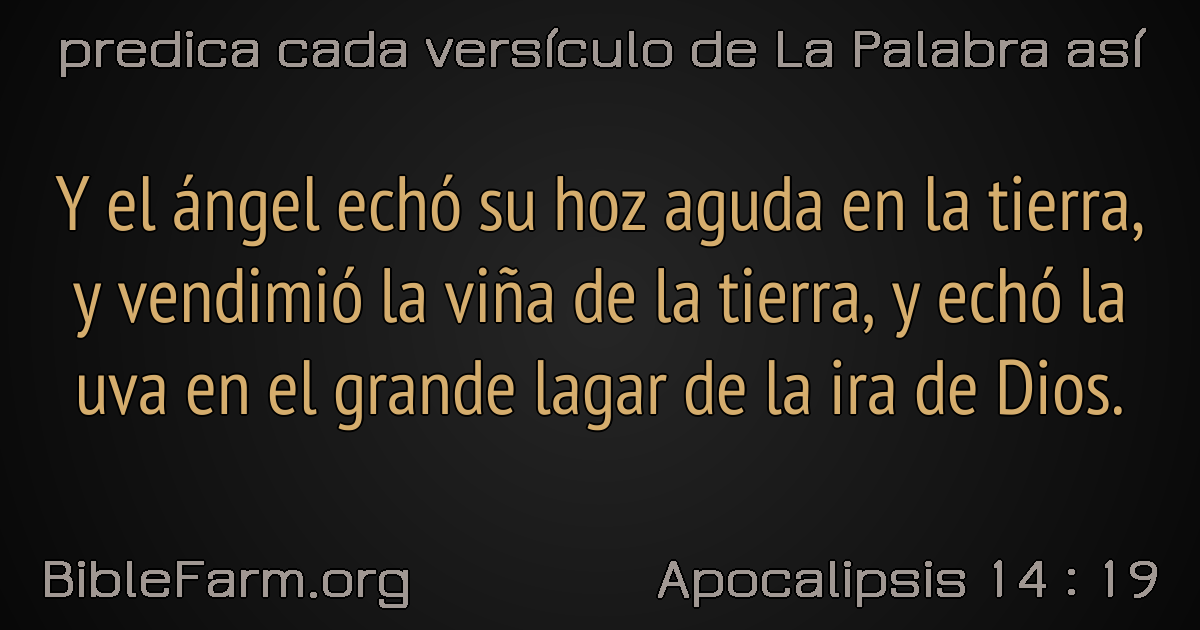 predica cada versículo de La Palabra así
Y el ángel echó su hoz aguda en la tierra,
y vendimió la viña de la tierra, y echó la
uva en el grande lagar de la ira de Dios.
BibleFarm.org
Apocalipsis 14 : 19